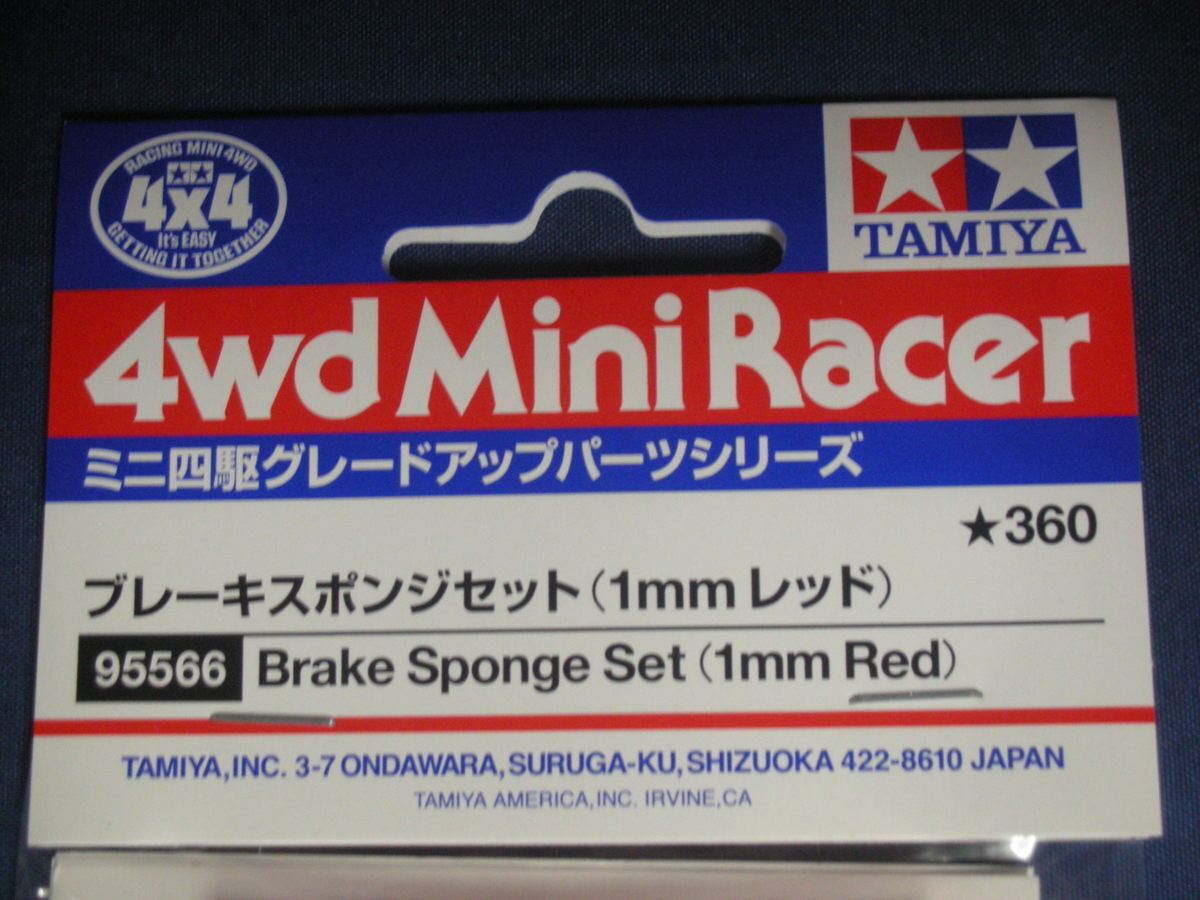 RACING MINI 4WD
4x4
It's EASY
GETTING IT TOGETHER
TAMIYA
4wd Mini Racer
ミニ四駆グレードアップパーツシリーズ
★360
ブレーキスポンジセット(1mm レッド)
95566 Brake Sponge Set (1mm Red)
TAMIYA,INC. 3-7 ONDAWARA, SURUGA-KU, SHIZUOKA 422-8610 JAPAN
TAMIYA AMERICA,INC. IRVINE,CA